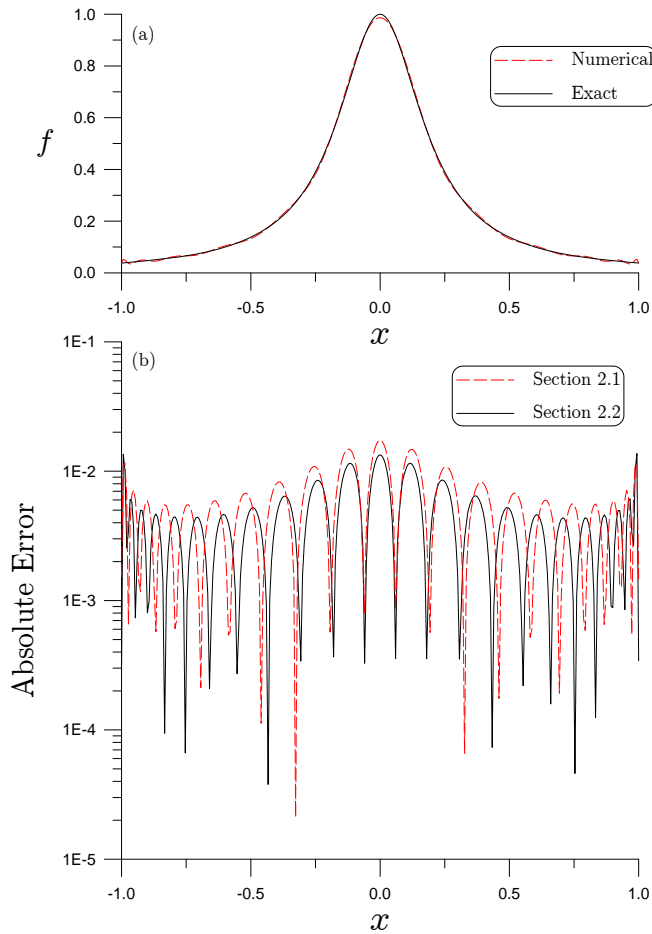 (a)
1.0
0.8
0.6
0.4
0.2
0.0
f
Numerical
Exact
-1.0 -0.5 0.0 0.5 1.0
x
(b)
1E-1
1E-2
1E-3
1E-4
1E-5
Absolute Error
Section 2.1
Section 2.2
-1.0 -0.5 0.0 0.5 1.0
x